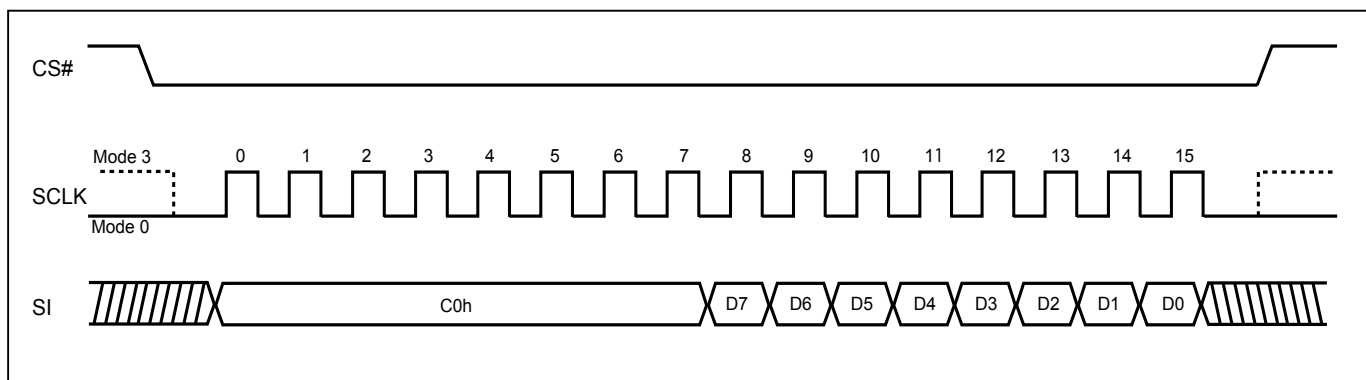 CS#
Mode 3
0 1 2 3 4 5 6 7 8 9 10 11 12 13 14 15
SCLK
Mode 0
SI
C0h D7 D6 D5 D4 D3 D2 D1 D0